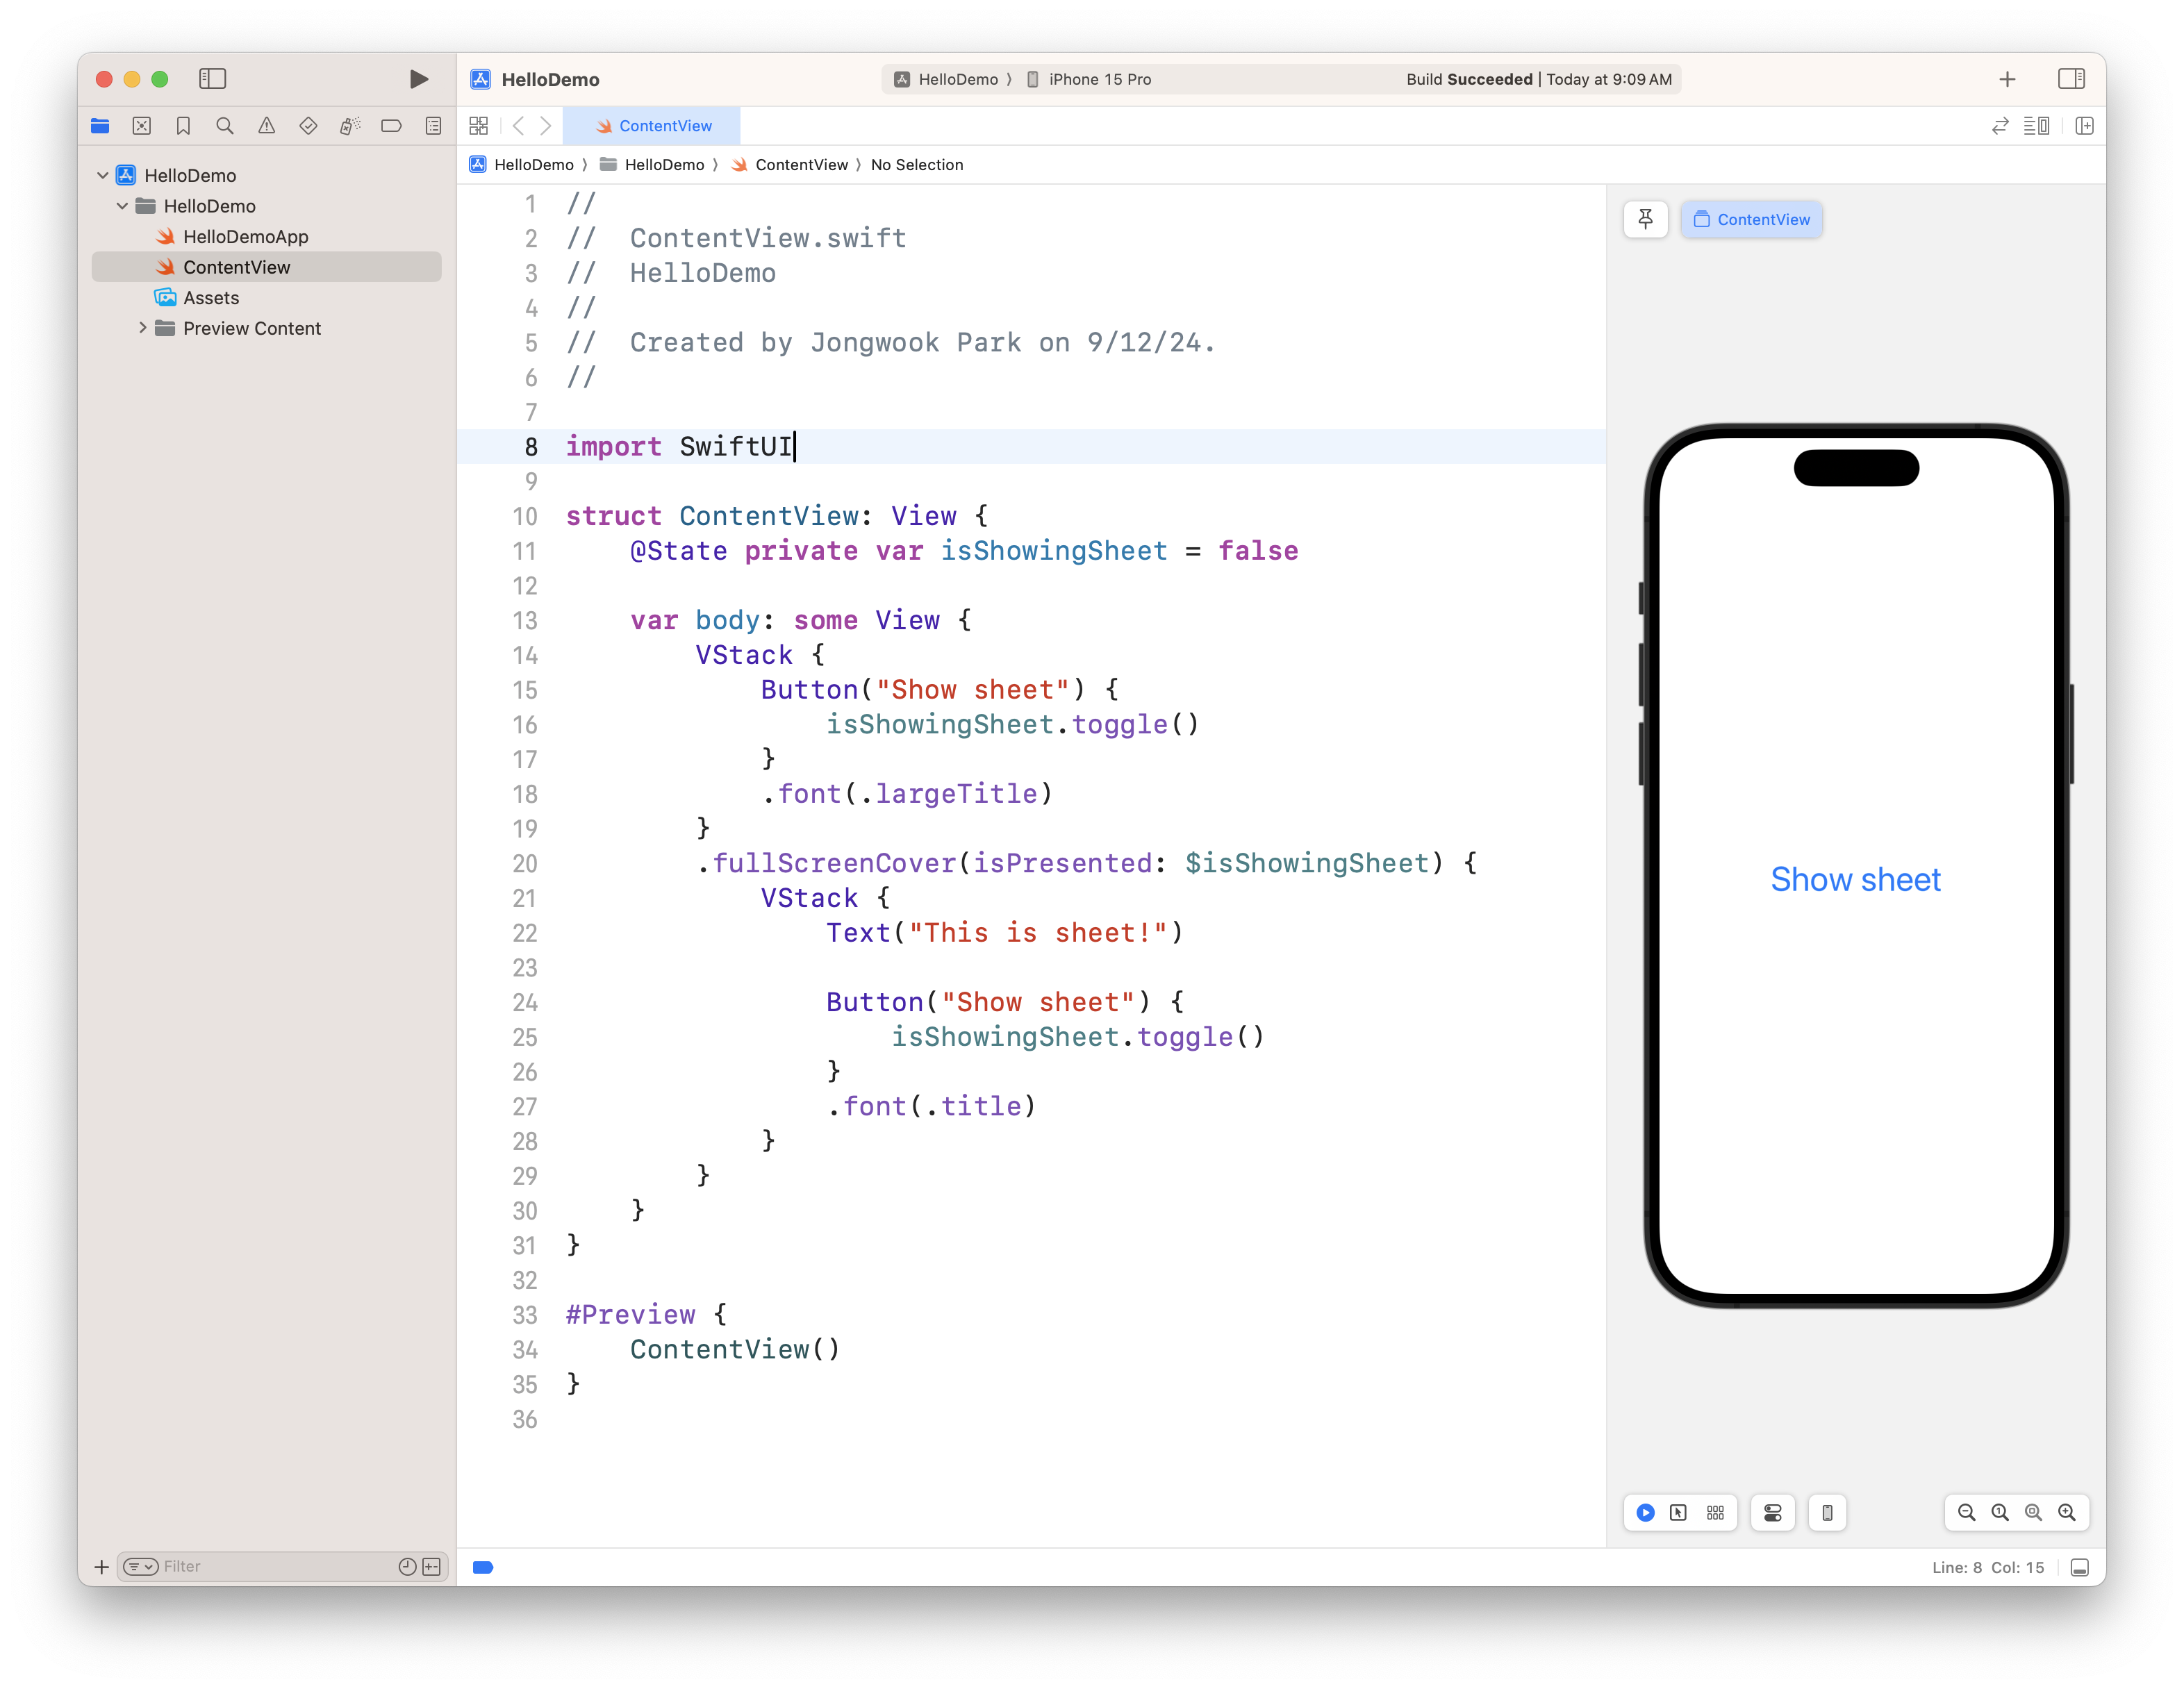 HelloDemo
HelloDemo 〉 iPhone 15 Pro
Build Succeeded | Today at 9:09 AM
ContentView
HelloDemo 〉 HelloDemo 〉 ContentView 〉 No Selection
HelloDemo
HelloDemo
HelloDemoApp
ContentView
Assets
Preview Content
Filter
1 //
2 //  ContentView.swift
3 //  HelloDemo
4 //
5 //  Created by Jongwook Park on 9/12/24.
6 //
7
8 import SwiftUI
9
10 struct ContentView: View {
11     @State private var isShowingSheet = false
12
13     var body: some View {
14         VStack {
15             Button("Show sheet") {
16                 isShowingSheet.toggle()
17             }
18             .font(.largeTitle)
19         }
20         .fullScreenCover(isPresented: $isShowingSheet) {
21             VStack {
22                 Text("This is sheet!")
23
24                 Button("Show sheet") {
25                     isShowingSheet.toggle()
26                 }
27                 .font(.title)
28             }
29         }
30     }
31 }
32
33 #Preview {
34     ContentView()
35 }
36
ContentView
Show sheet
Line: 8  Col: 15